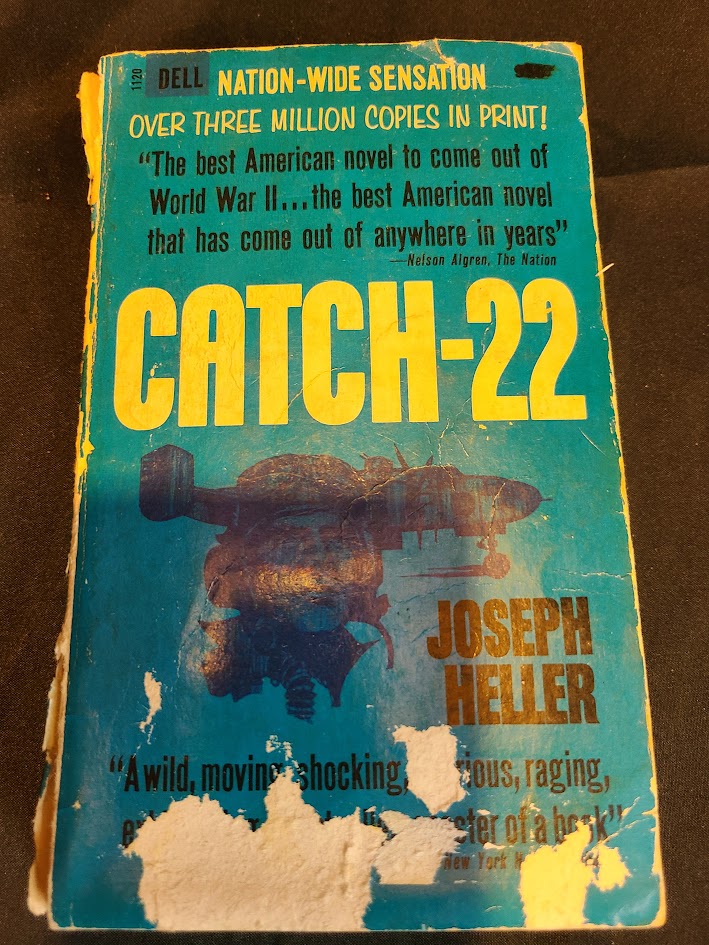 1120
DELL
NATION-WIDE SENSATION
OVER THREE MILLION COPIES IN PRINT!
"The best American novel to come out of
World War II...the best American novel
that has come out of anywhere in years"
—Nelson Algren, The Nation
CATCH-22
JOSEPH
HELLER
"A wild, moving, shocking, raging,
of a book"
New York